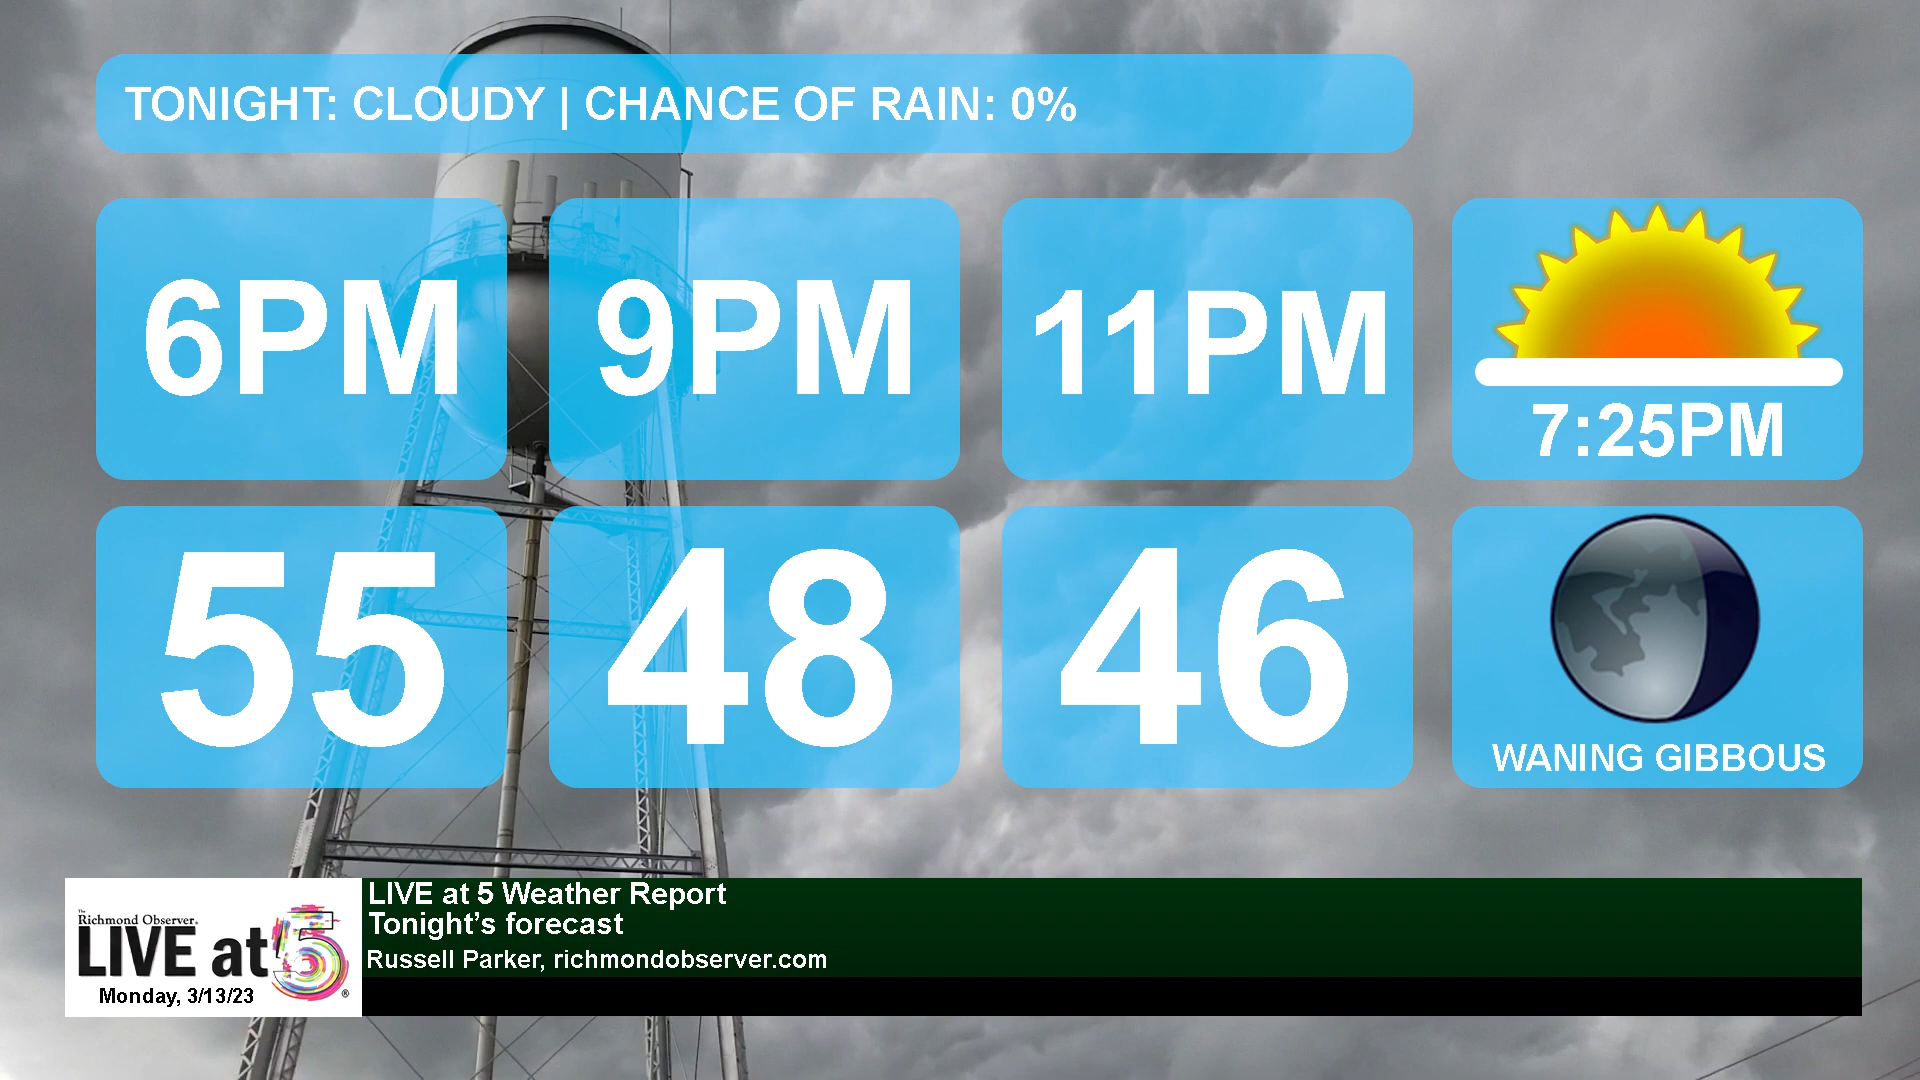 TONIGHT: CLOUDY | CHANCE OF RAIN: 0%
6PM
9PM
11PM
7:25PM
55
48
46
WANING GIBBOUS
The
Richmond Observer.
LIVE at 5
®
Monday, 3/13/23
LIVE at 5 Weather Report
Tonight’s forecast
Russell Parker, richmondobserver.com